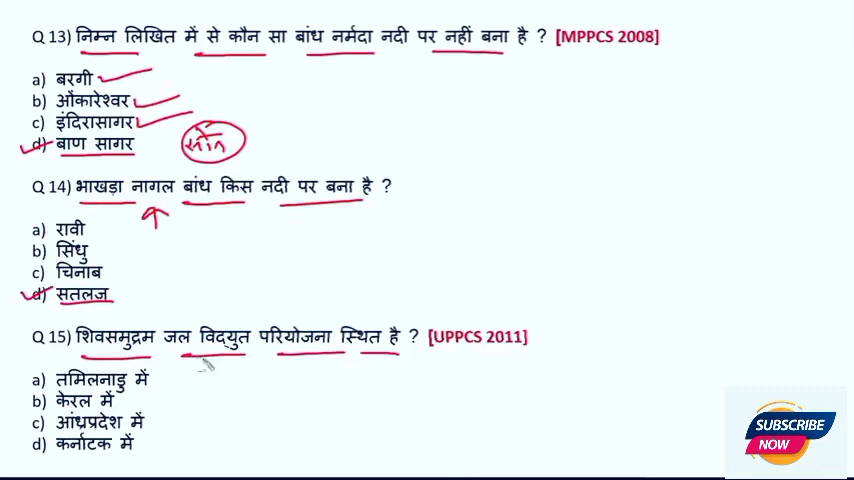 Q 13) निम्न लिखित में से कौन सा बांध नर्मदा नदी पर नहीं बना है ? [MPPCS 2008]
a) बरगी
b) ओंकारेश्वर
c) इंदिरासागर
d) बाण सागर
सोन
Q 14) भाखड़ा नागल बांध किस नदी पर बना है ?
a) रावी
b) सिंधु
c) चिनाब
d) सतलज
Q 15) शिवसमुद्रम जल विद्युत परियोजना स्थित है ? [UPPCS 2011]
a) तमिलनाडु में
b) केरल में
c) आंधप्रदेश में
d) कर्नाटक में
SUBSCRIBE
NOW